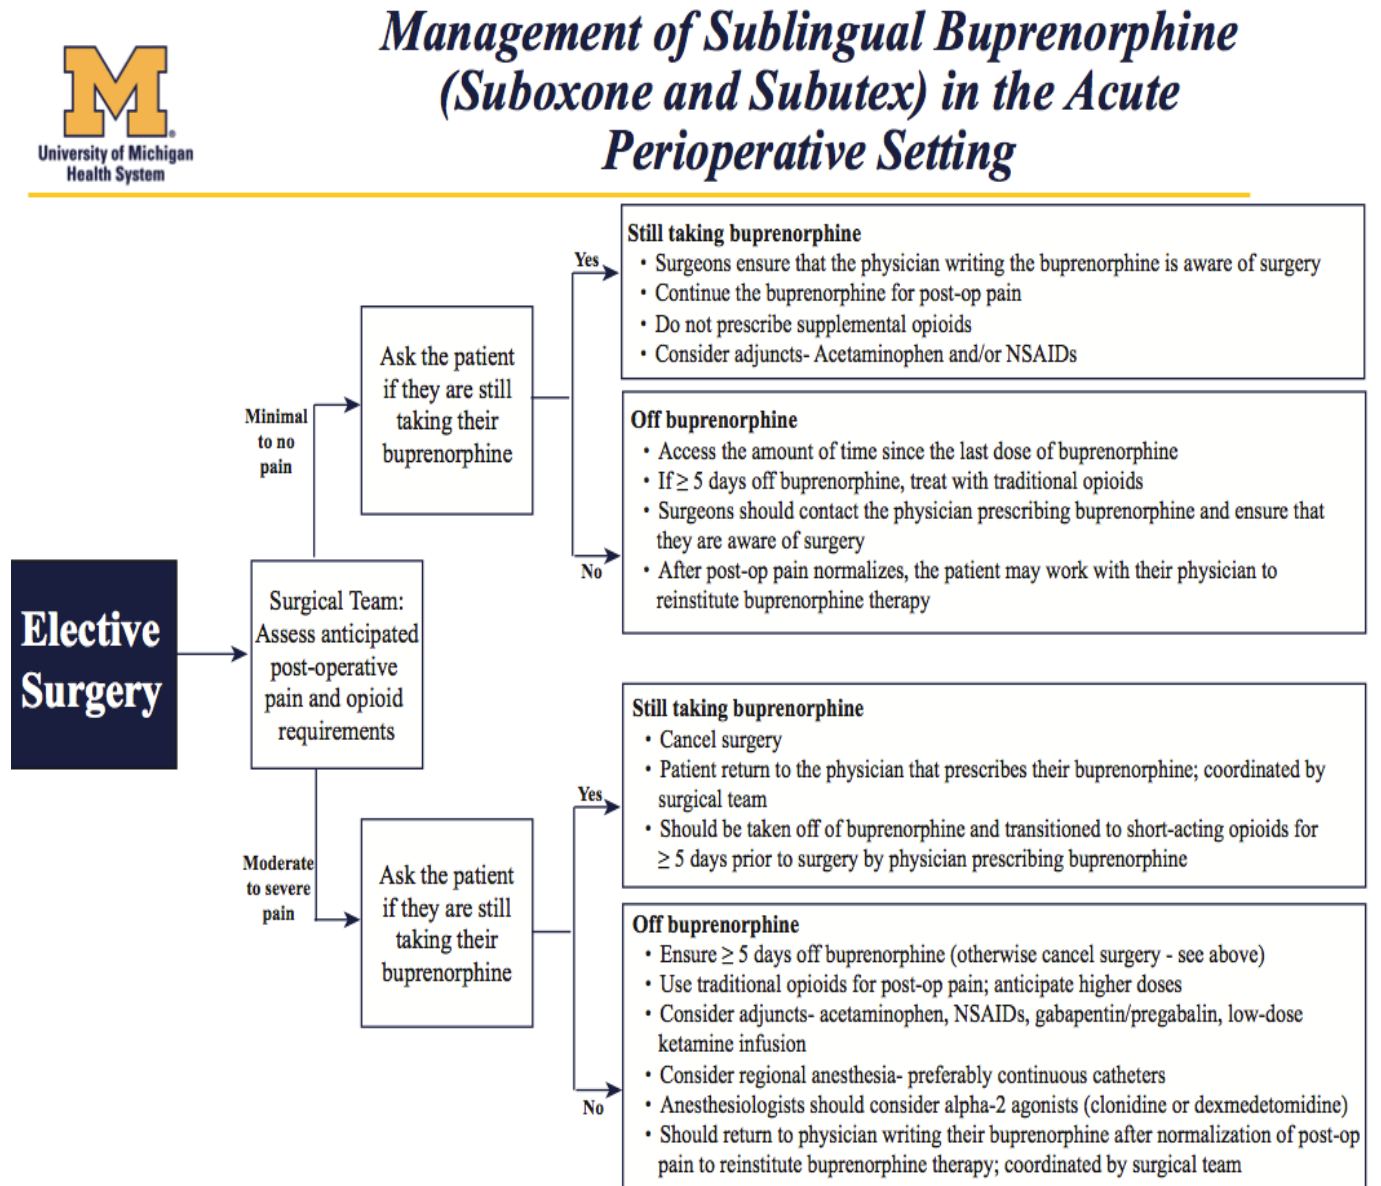 Management of Sublingual Buprenorphine
(Suboxone and Subutex) in the Acute
Perioperative Setting
M
University of Michigan
Health System
Elective
Surgery
Surgical Team:
Assess anticipated
post-operative
pain and opioid
requirements
Minimal
to no
pain
Ask the patient
if they are still
taking their
buprenorphine
Yes
Still taking buprenorphine
• Surgeons ensure that the physician writing the buprenorphine is aware of surgery
• Continue the buprenorphine for post-op pain
• Do not prescribe supplemental opioids
• Consider adjuncts- Acetaminophen and/or NSAIDs
No
Off buprenorphine
• Access the amount of time since the last dose of buprenorphine
• If ≥ 5 days off buprenorphine, treat with traditional opioids
• Surgeons should contact the physician prescribing buprenorphine and ensure that
they are aware of surgery
• After post-op pain normalizes, the patient may work with their physician to
reinstitute buprenorphine therapy
Moderate
to severe
pain
Ask the patient
if they are still
taking their
buprenorphine
Yes
Still taking buprenorphine
• Cancel surgery
• Patient return to the physician that prescribes their buprenorphine; coordinated by
surgical team
• Should be taken off of buprenorphine and transitioned to short-acting opioids for
≥ 5 days prior to surgery by physician prescribing buprenorphine
No
Off buprenorphine
• Ensure ≥ 5 days off buprenorphine (otherwise cancel surgery - see above)
• Use traditional opioids for post-op pain; anticipate higher doses
• Consider adjuncts- acetaminophen, NSAIDs, gabapentin/pregabalin, low-dose
ketamine infusion
• Consider regional anesthesia- preferably continuous catheters
• Anesthesiologists should consider alpha-2 agonists (clonidine or dexmedetomidine)
• Should return to physician writing their buprenorphine after normalization of post-op
pain to reinstitute buprenorphine therapy; coordinated by surgical team